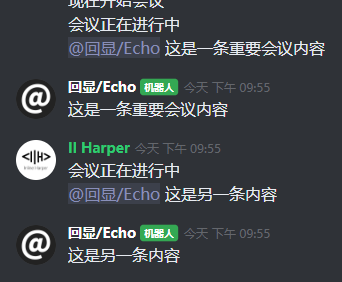 现在开始会议
会议正在进行中
@回显/Echo 这是一条重要会议内容
回显/Echo 机器人 今天 下午 09:55
这是一条重要会议内容
Il Harper 今天 下午 09:55
会议正在进行中
@回显/Echo 这是另一条内容
回显/Echo 机器人 今天 下午 09:55
这是另一条内容